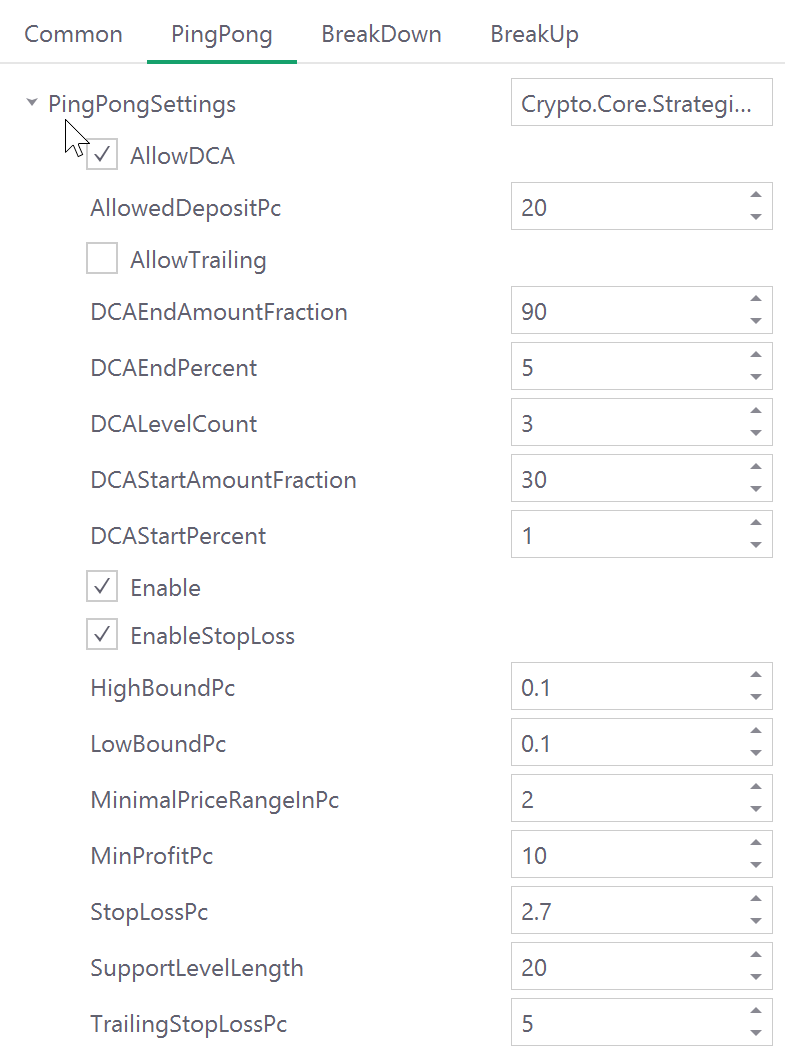 Common PingPong BreakDown BreakUp
PingPongSettings Crypto.Core.Strategi...
AllowDCA
AllowedDepositPc 20
AllowTrailing
DCAEndAmountFraction 90
DCAEndPercent 5
DCALevelCount 3
DCAStartAmountFraction 30
DCAStartPercent 1
Enable
EnableStopLoss
HighBoundPc 0.1
LowBoundPc 0.1
MinimalPriceRangeInPc 2
MinProfitPc 10
StopLossPc 2.7
SupportLevelLength 20
TrailingStopLossPc 5